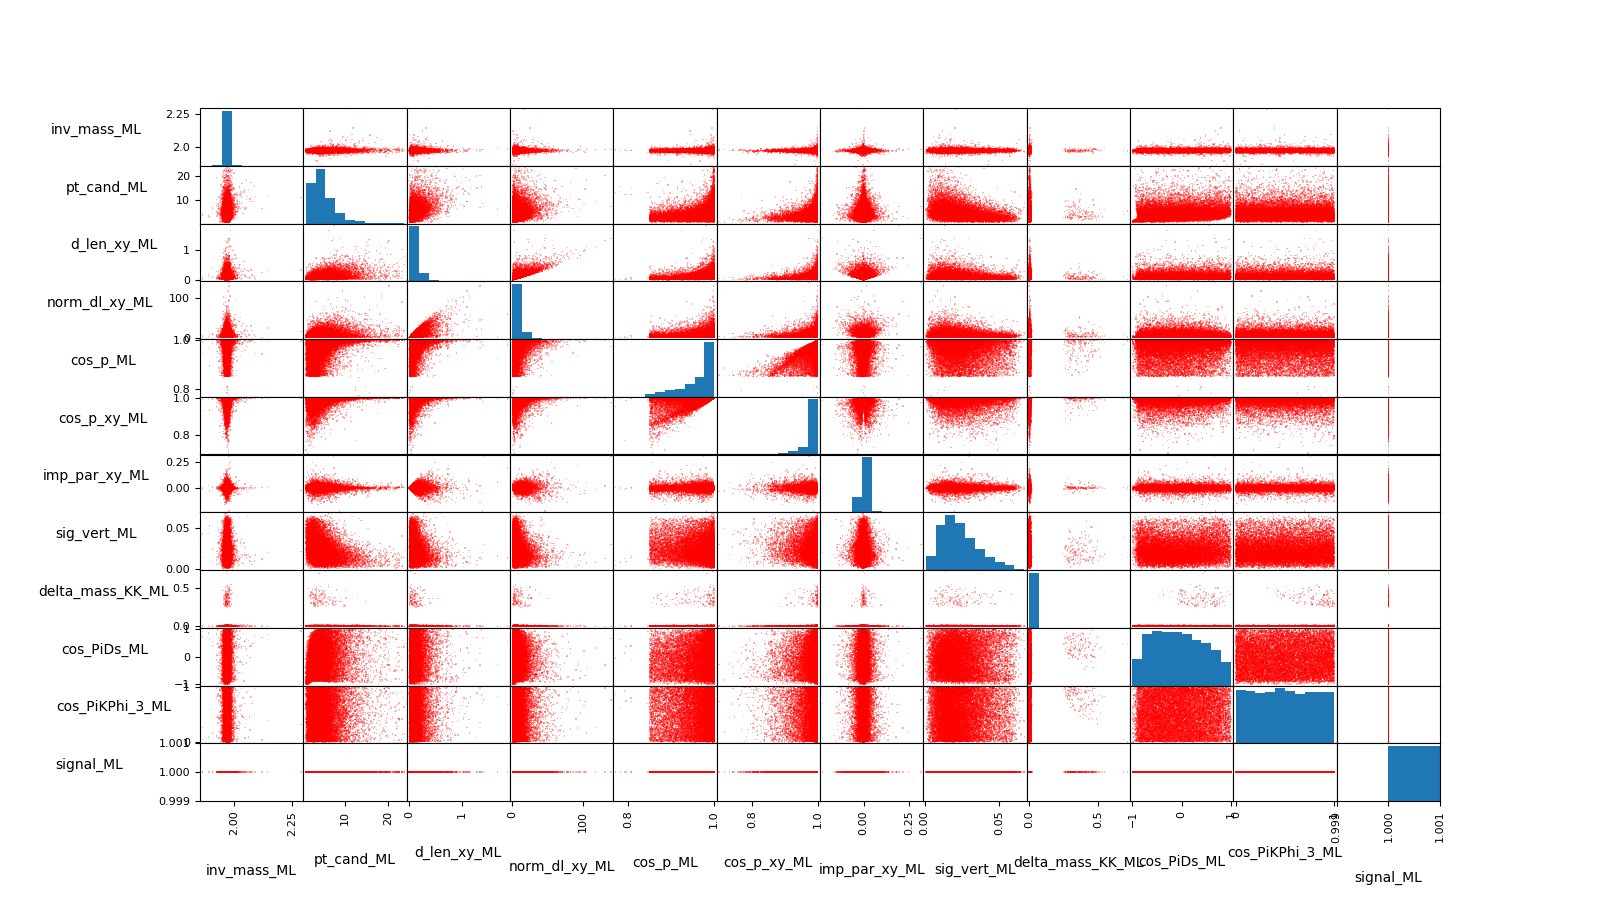 inv_mass_ML
2.25
2.0
pt_cand_ML
20
10
d_len_xy_ML
1
0
norm_dl_xy_ML
100
0
cos_p_ML
1.0
0.8
cos_p_xy_ML
1.0
0.8
imp_par_xy_ML
0.25
0.00
sig_vert_ML
0.05
0.00
delta_mass_KK_ML
0.5
0.0
cos_PiDs_ML
1
0
−1
cos_PiKPhi_3_ML
1
0
signal_ML
1.001
1.000
0.999
2.00 2.25 10 20 0 1 0 100 0.8 1.0 0.8 1.0 0.00 0.25 0.00 0.05 0.0 0.5 −1 0 1 0 1 0.999 1.000 1.001
inv_mass_ML pt_cand_ML d_len_xy_ML norm_dl_xy_ML cos_p_ML cos_p_xy_ML imp_par_xy_ML sig_vert_ML delta_mass_KK_ML cos_PiDs_ML cos_PiKPhi_3_ML signal_ML